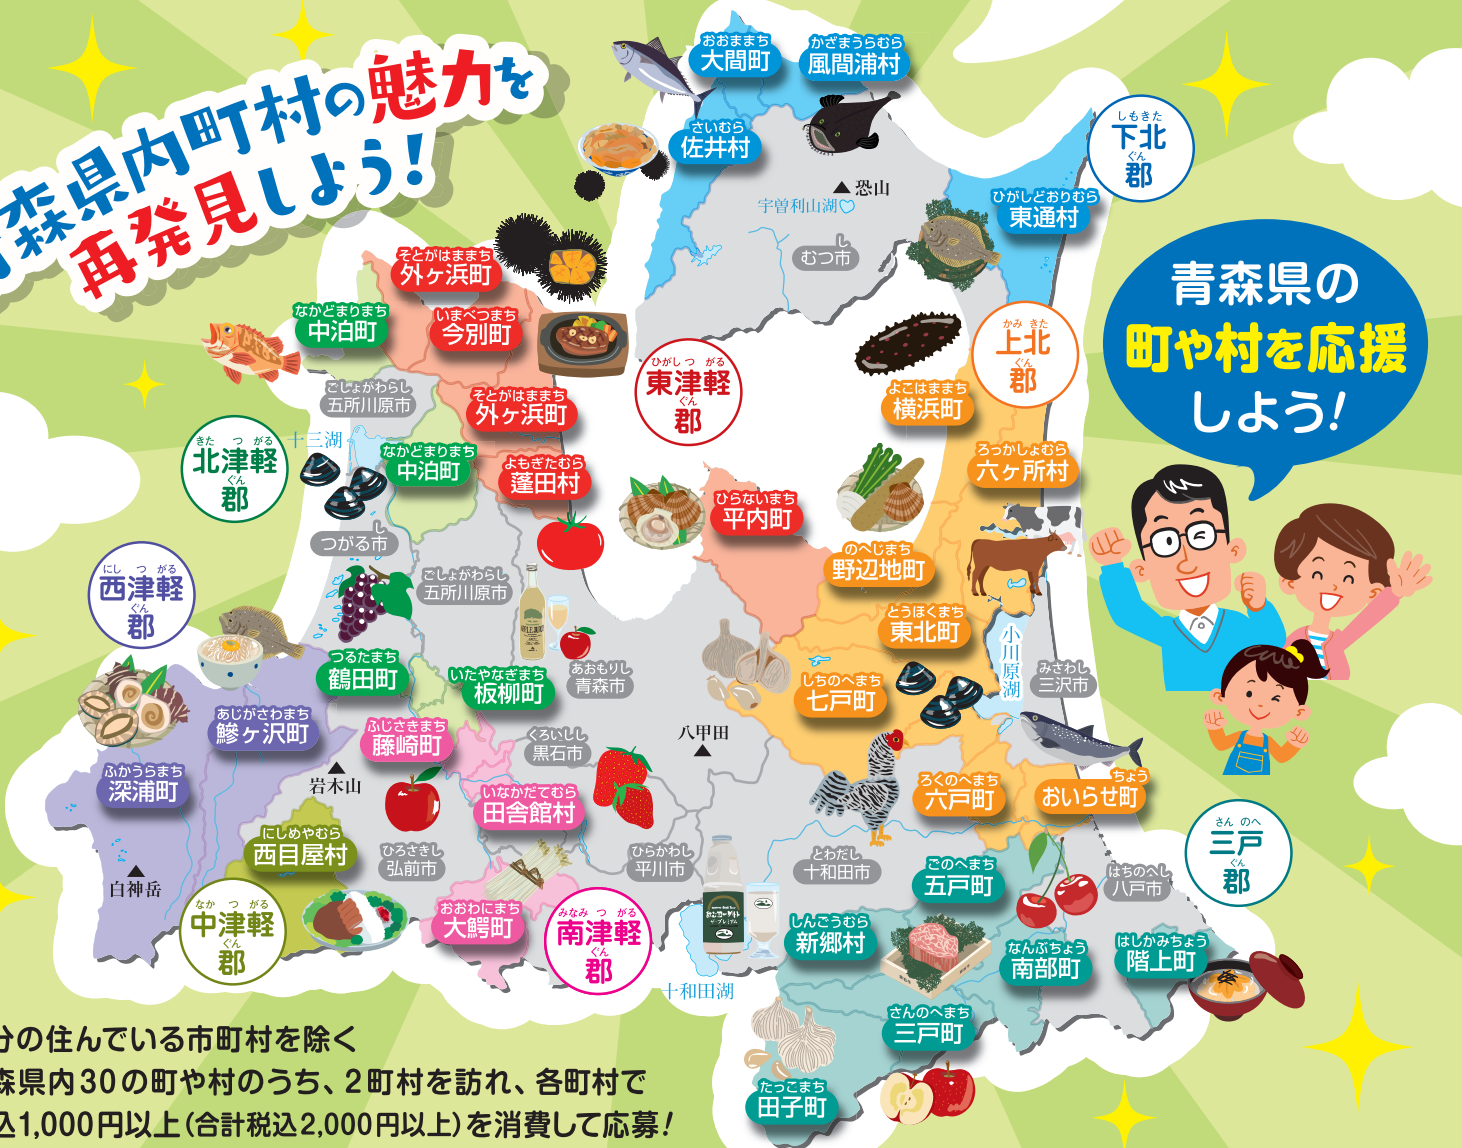 森県内町村の魅力を
再発見しよう!
おおままち
大間町
かざまうらむら
風間浦村
さいむら
佐井村
しもきた
下北
ぐん
郡
恐山
宇曽利山湖
ひがしどおりむら
東通村
し
むつ市
そとがはままち
外ヶ浜町
なかどまりまち
中泊町
いまべつまち
今別町
青森県の
町や村を応援
しよう!
かみ きた
上北
ぐん
郡
ひがし つ がる
東津軽
ぐん
郡
ごしょがわらし
五所川原市
そとがはままち
外ヶ浜町
よこはままち
横浜町
きた つ がる
北津軽
ぐん
郡
十三湖
なかどまりまち
中泊町
よもぎたむら
蓬田村
ろっかしょむら
六ヶ所村
ひらないまち
平内町
し
つがる市
のへじまち
野辺地町
にし つ がる
西津軽
ぐん
郡
ごしょがわらし
五所川原市
とうほくまち
東北町
小川原湖
つるたまち
鶴田町
いたやなぎまち
板柳町
あおもりし
青森市
しちのへまち
七戸町
みさわし
三沢市
あじがさわまち
鰺ヶ沢町
ふじさきまち
藤崎町
くろいしし
黒石市
八甲田
ふかうらまち
深浦町
岩木山
いなかだてむら
田舎館村
ろくのへまち
六戸町
ちょう
おいらせ町
にしめやむら
西目屋村
ひろさきし
弘前市
ひらかわし
平川市
とわだし
十和田市
ごのへまち
五戸町
はちのへし
八戸市
さん のへ
三戸
ぐん
郡
白神岳
なか つ がる
中津軽
ぐん
郡
おおわにまち
大鰐町
みなみ つ がる
南津軽
ぐん
郡
しんごうむら
新郷村
なんぶちょう
南部町
はしかみちょう
階上町
十和田湖
さんのへまち
三戸町
たっこまち
田子町
分の住んでいる市町村を除く
森県内30の町や村のうち、2町村を訪れ、各町村で
込1,000円以上(合計税込2,000円以上)を消費して応募!